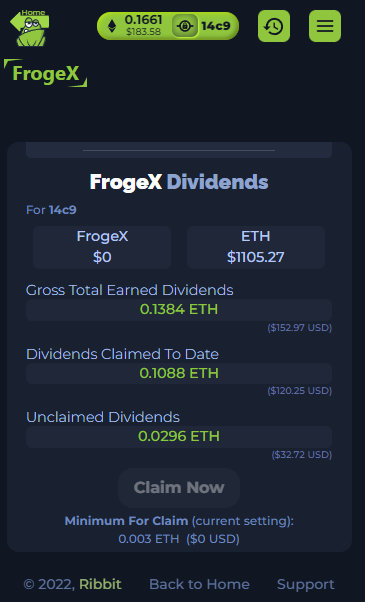 Home
0.1661
$183.58
14c9
FrogeX
FrogeX Dividends
For 14c9
FrogeX
$0
ETH
$1105.27
Gross Total Earned Dividends
0.1384 ETH
($152.97 USD)
Dividends Claimed To Date
0.1088 ETH
($120.25 USD)
Unclaimed Dividends
0.0296 ETH
($32.72 USD)
Claim Now
Minimum For Claim (current setting):
0.003 ETH ($0 USD)
© 2022, Ribbit
Back to Home
Support